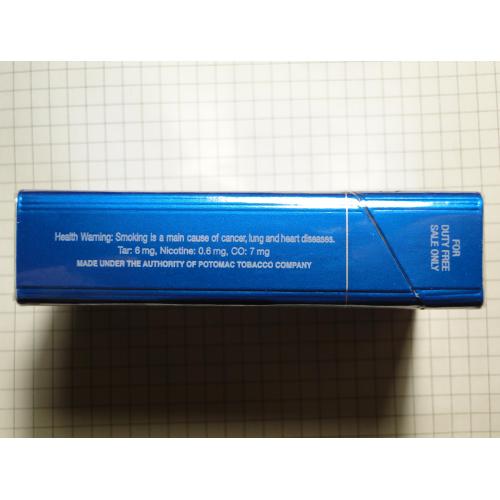 Health Warning: Smoking is a main cause of cancer, lung and heart diseases.
Tar: 6 mg, Nicotine: 0.6 mg, CO: 7 mg
MADE UNDER THE AUTHORITY OF POTOMAC TOBACCO COMPANY
FOR
DUTY FREE
SALE ONLY